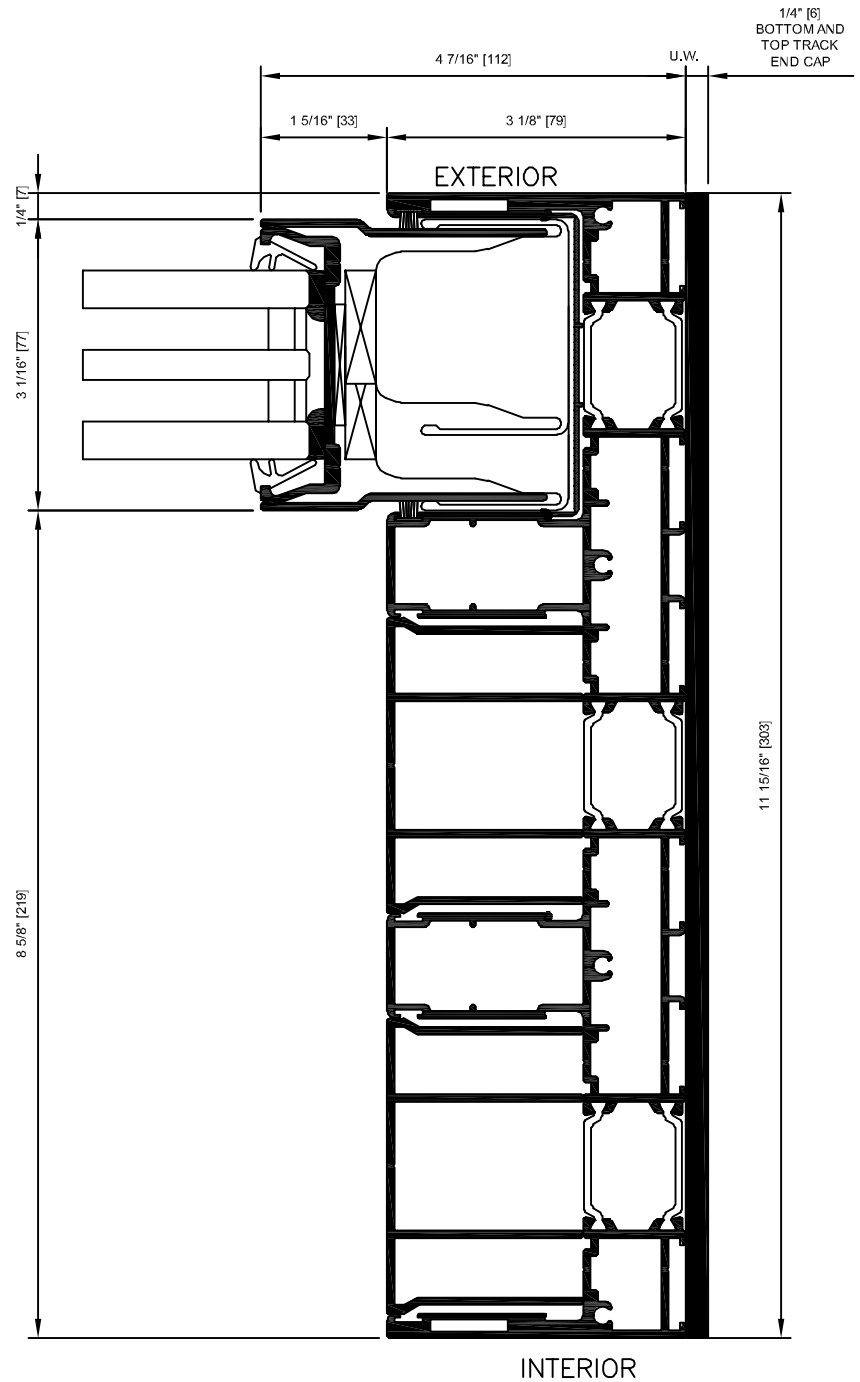 1/4" [6]
BOTTOM AND
TOP TRACK
END CAP
4 7/16" [112]
U.W.
1 5/16" [33]
3 1/8" [79]
EXTERIOR
1/4" [7]
3 1/16" [77]
11 15/16" [303]
8 5/8" [219]
INTERIOR